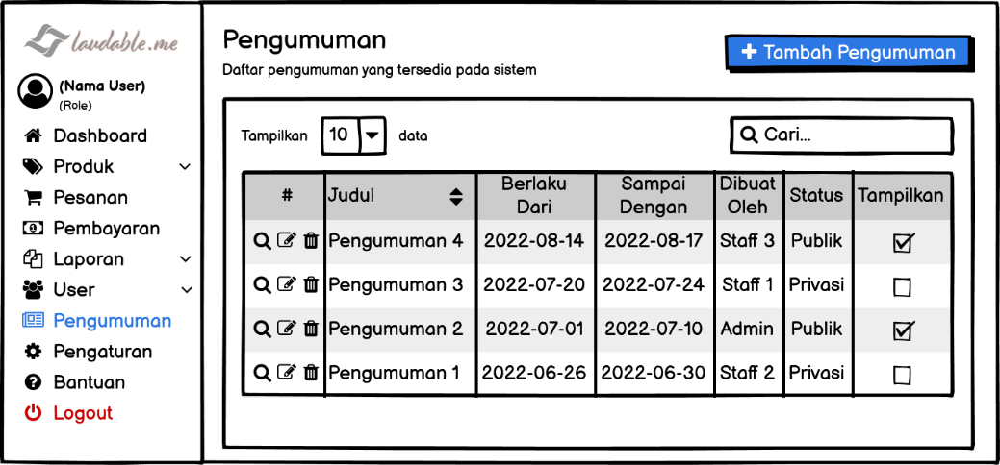 laudable.me
(Nama User)
(Role)
Dashboard
Produk
Pesanan
Pembayaran
Laporan
User
Pengumuman
Pengaturan
Bantuan
Logout
Pengumuman
Daftar pengumuman yang tersedia pada sistem
+ Tambah Pengumuman
Tampilkan 10 data
Cari...
# Judul Berlaku Dari Sampai Dengan Dibuat Oleh Status Tampilkan
Pengumuman 4 2022-08-14 2022-08-17 Staff 3 Publik
Pengumuman 3 2022-07-20 2022-07-24 Staff 1 Privasi
Pengumuman 2 2022-07-01 2022-07-10 Admin Publik
Pengumuman 1 2022-06-26 2022-06-30 Staff 2 Privasi